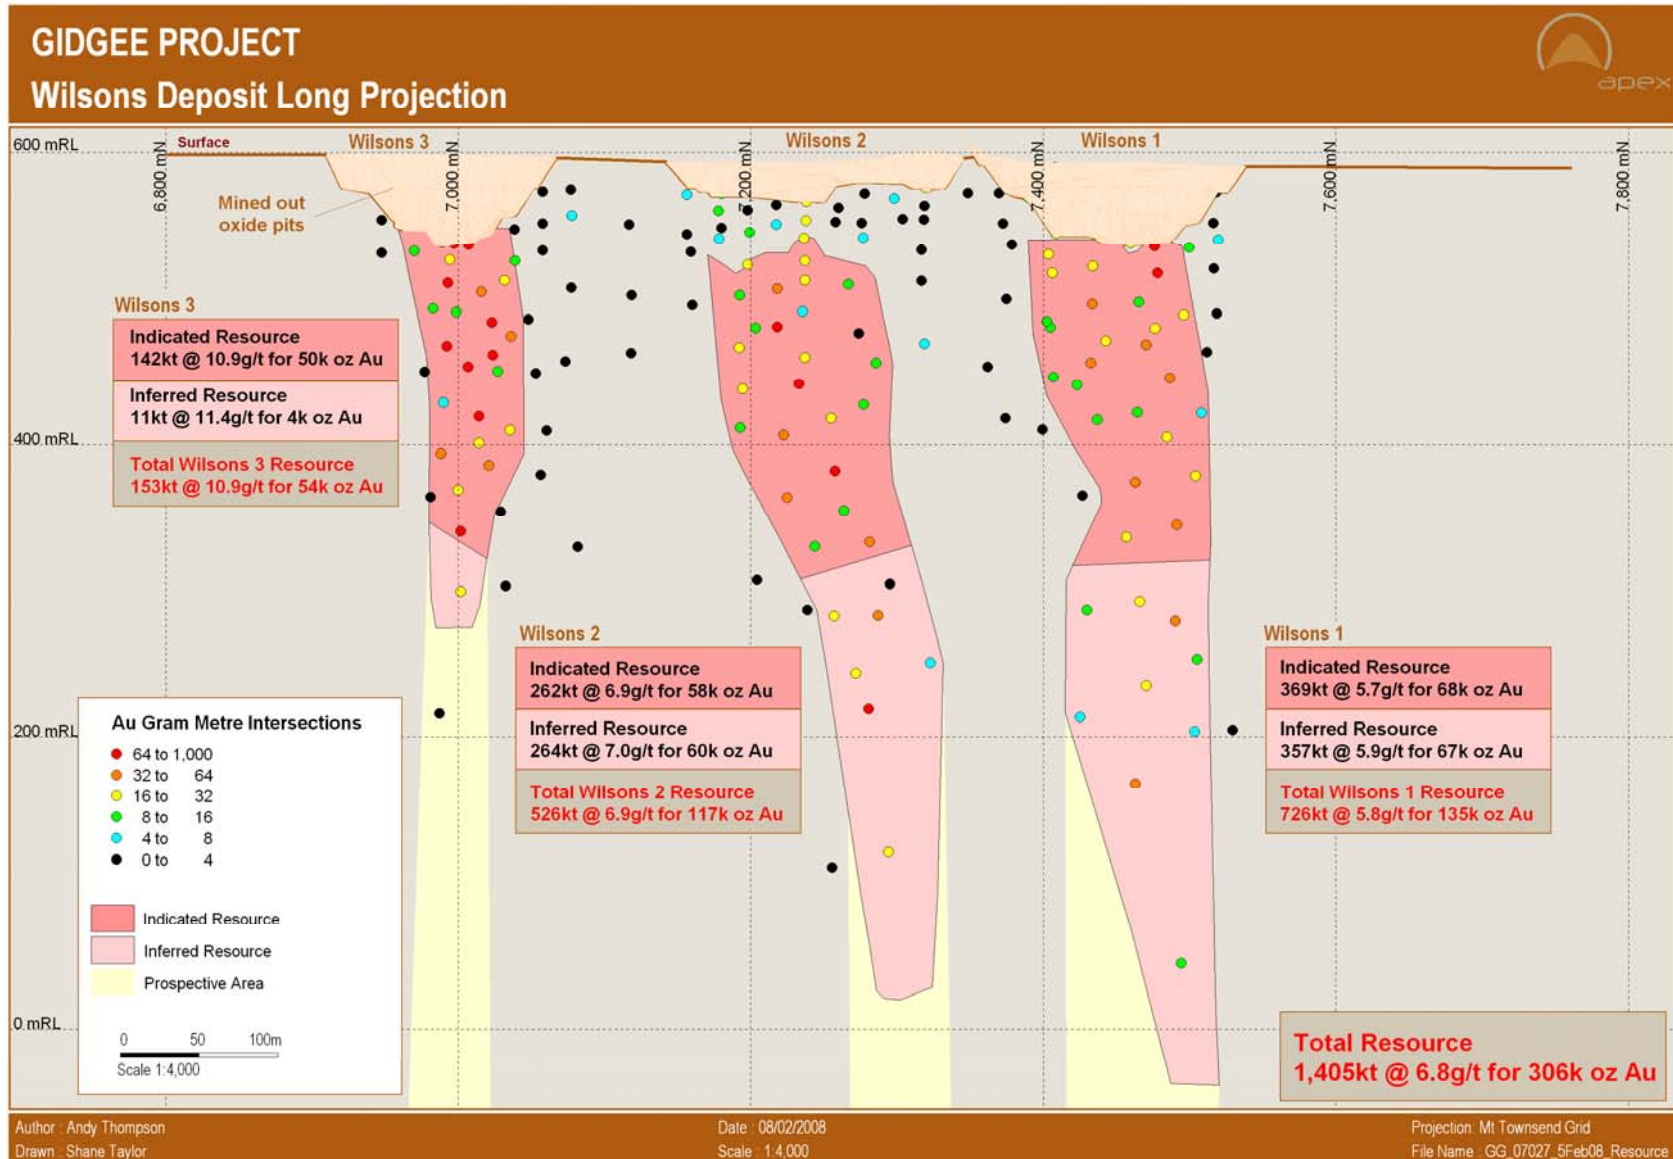 GIDGEE PROJECT
Wilsons Deposit Long Projection
apex
600 mRL
6,800 mN
Surface
Wilsons 3
7,000 mN
7,200 mN
Wilsons 2
7,400 mN
Wilsons 1
7,600 mN
7,800 mN
Mined out
oxide pits
Wilsons 3
Indicated Resource
142kt @ 10.9g/t for 50k oz Au
Inferred Resource
11kt @ 11.4g/t for 4k oz Au
Total Wilsons 3 Resource
153kt @ 10.9g/t for 54k oz Au
400 mRL
Wilsons 2
Indicated Resource
262kt @ 6.9g/t for 58k oz Au
Inferred Resource
264kt @ 7.0g/t for 60k oz Au
Total Wilsons 2 Resource
526kt @ 6.9g/t for 117k oz Au
Wilsons 1
Indicated Resource
369kt @ 5.7g/t for 68k oz Au
Inferred Resource
357kt @ 5.9g/t for 67k oz Au
Total Wilsons 1 Resource
726kt @ 5.8g/t for 135k oz Au
200 mRL
Au Gram Metre Intersections
64 to 1,000
32 to 64
16 to 32
8 to 16
4 to 8
0 to 4
Indicated Resource
Inferred Resource
Prospective Area
0 50 100m
Scale 1:4,000
0 mRL
Total Resource
1,405kt @ 6.8g/t for 306k oz Au
Author : Andy Thompson
Date : 08/02/2008
Projection: Mt Townsend Grid
Drawn : Shane Taylor
Scale : 1:4,000
File Name : GG_07027_5Feb08_Resource